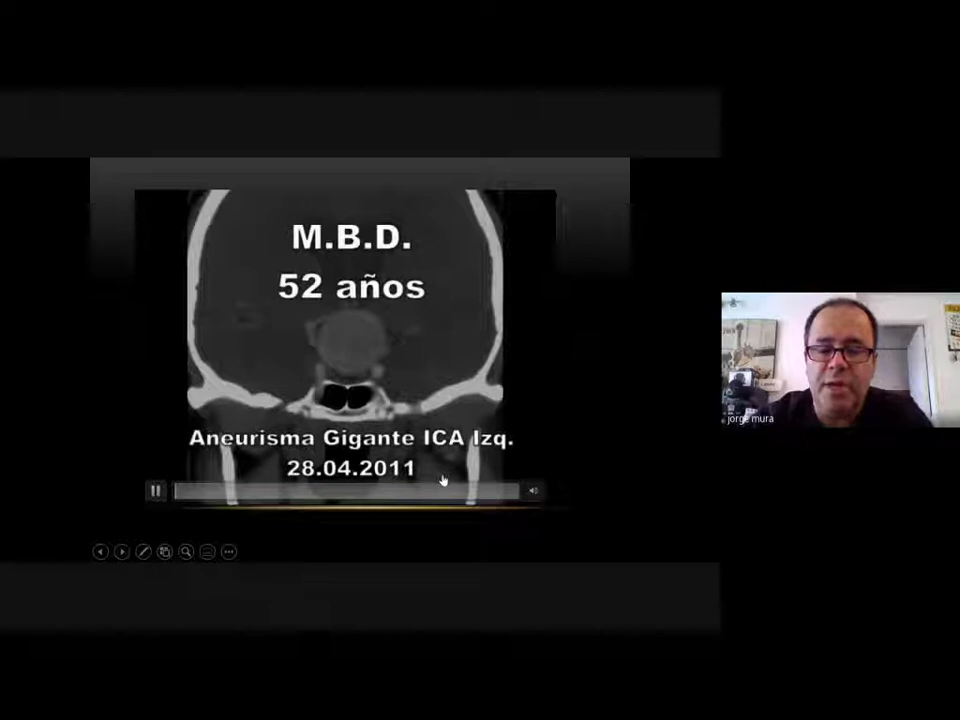 M.B.D.
52 años
Aneurisma Gigante ICA Izq.
28.04.2011
jorge mura